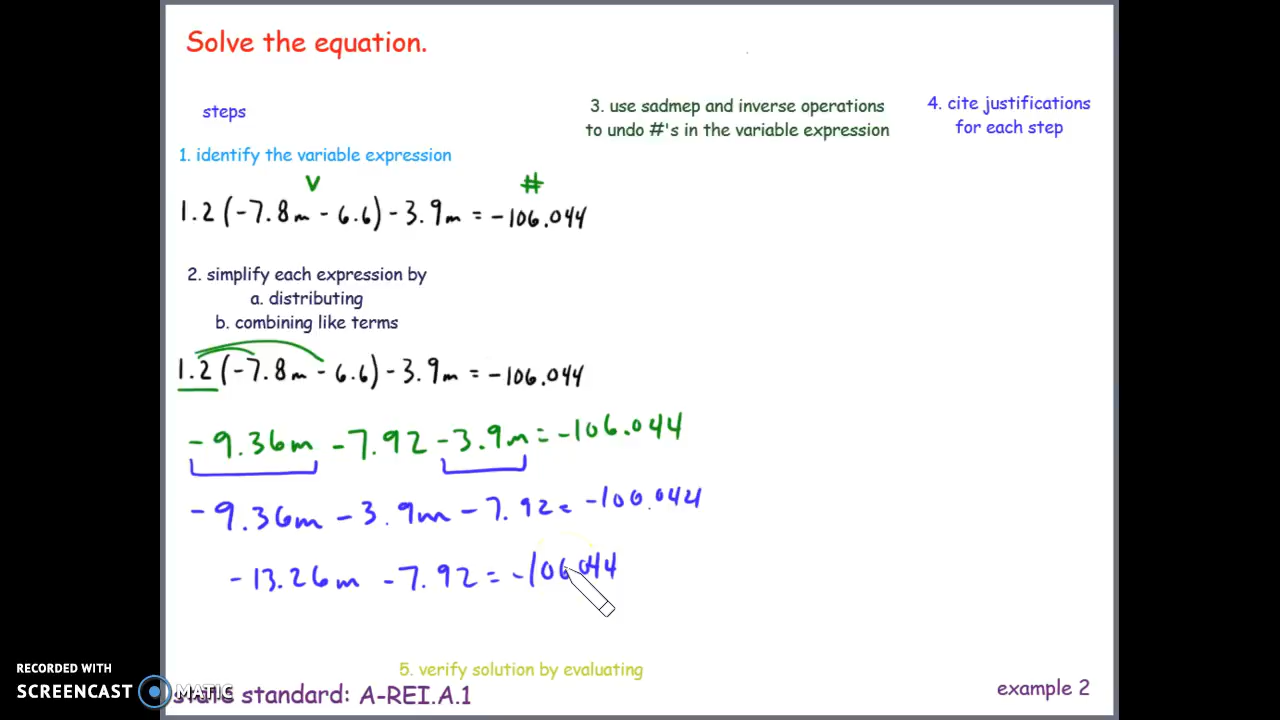 Solve the equation.
steps
3. use sadmep and inverse operations
to undo #'s in the variable expression
4. cite justifications
for each step
1. identify the variable expression
V #
1.2(-7.8m - 6.6) - 3.9m = -106.044
2. simplify each expression by
a. distributing
b. combining like terms
1.2(-7.8m - 6.6) - 3.9m = -106.044
-9.36m - 7.92 - 3.9m = -106.044
-9.36m - 3.9m - 7.92 = -106.044
-13.26m - 7.92 = -106.044
5. verify solution by evaluating
RECORDED WITH
SCREENCAST MATIC
state standard: A-REI.A.1
example 2